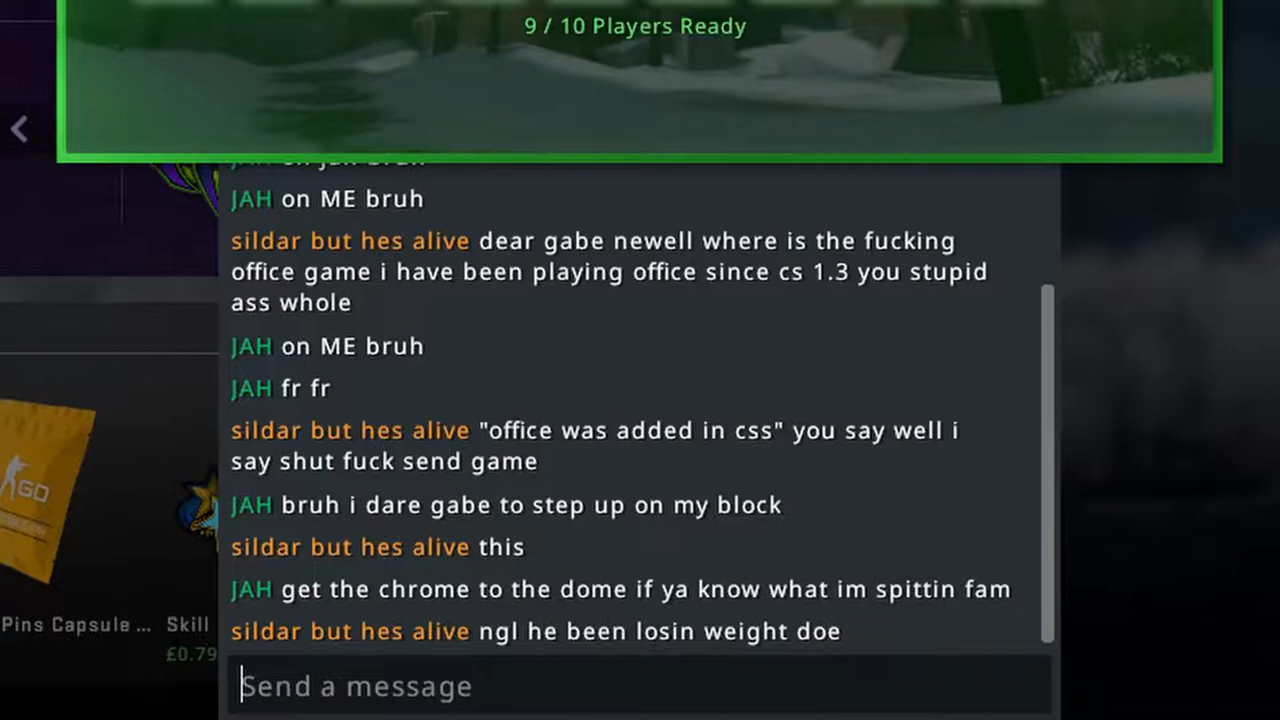 9 / 10 Players Ready
JAH on ME bruh
sildar but hes alive dear gabe newell where is the fucking
office game i have been playing office since cs 1.3 you stupid
ass whole
JAH on ME bruh
JAH fr fr
sildar but hes alive "office was added in css" you say well i
say shut fuck send game
JAH bruh i dare gabe to step up on my block
sildar but hes alive this
JAH get the chrome to the dome if ya know what im spittin fam
sildar but hes alive ngl he been losin weight doe
GO
Pins Capsule ...
Skill
£0.79
Send a message